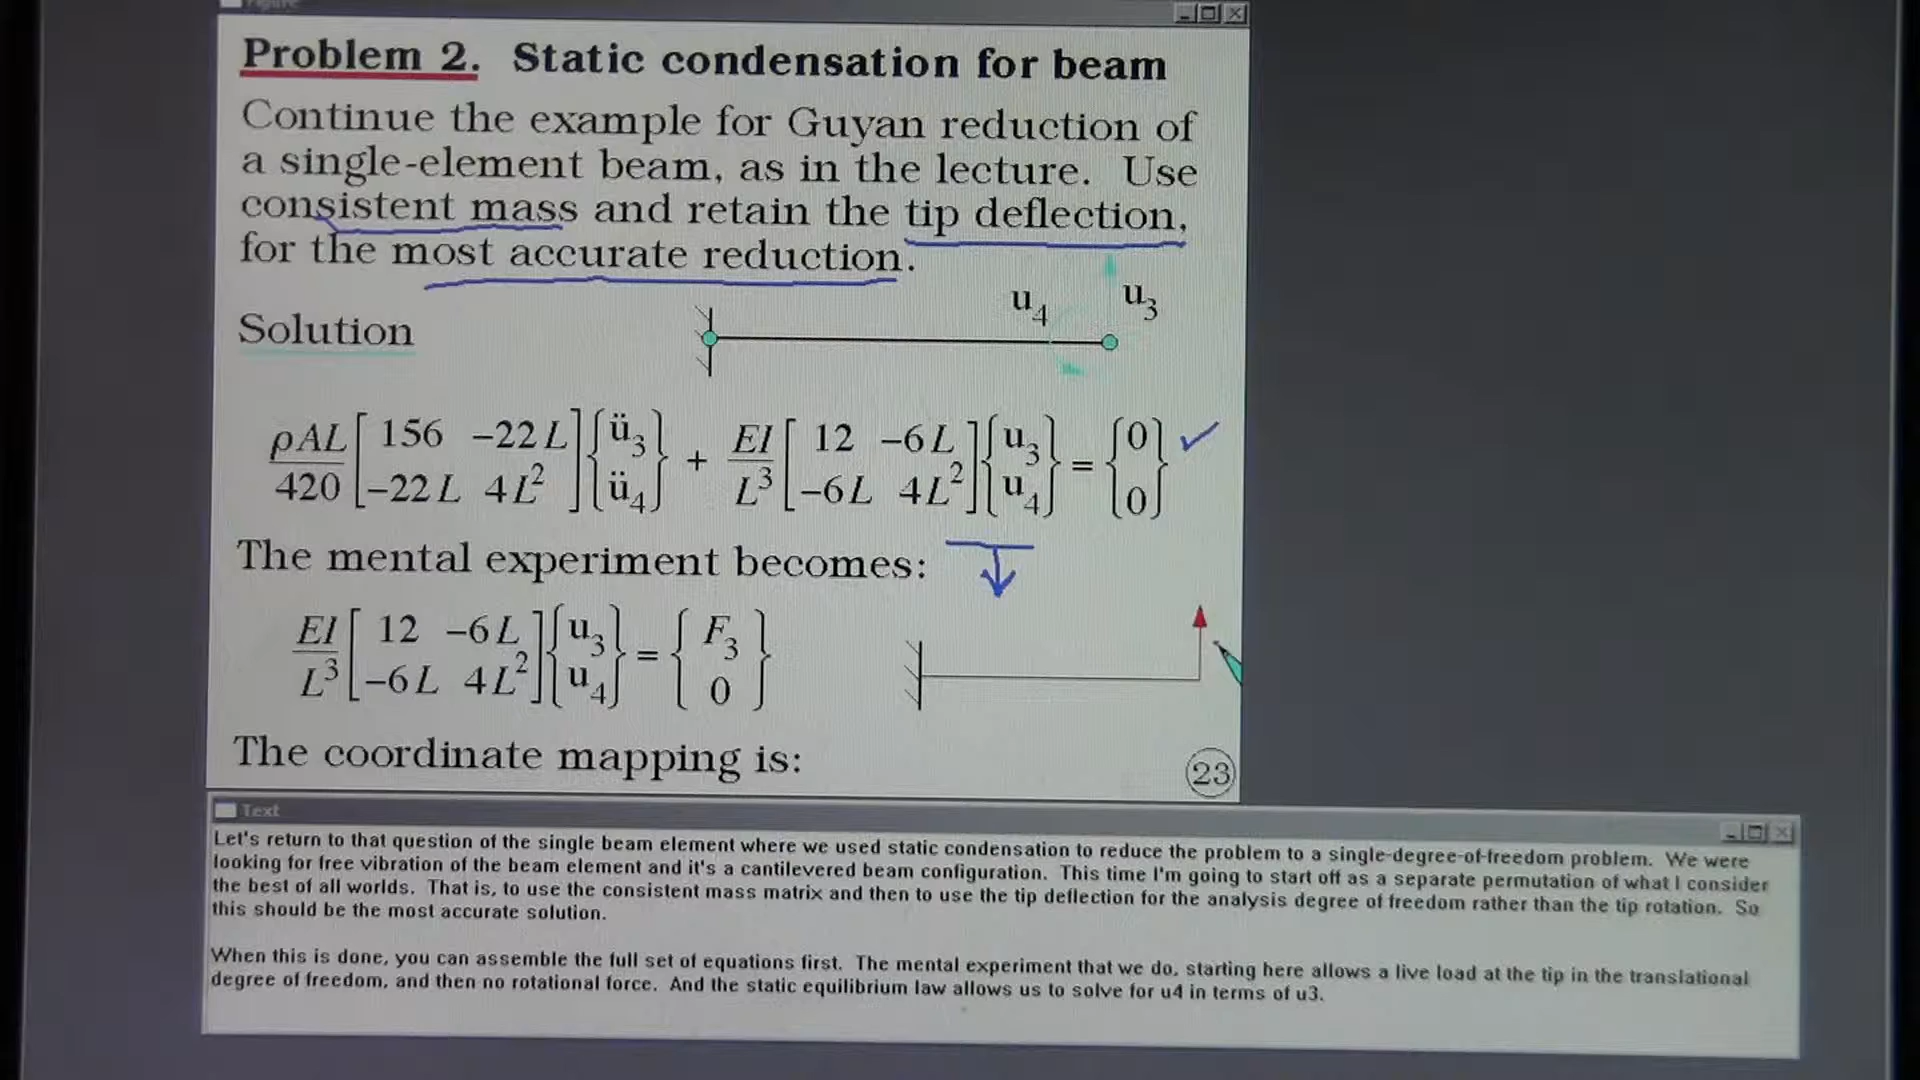 Figure
Problem 2. Static condensation for beam
Continue the example for Guyan reduction of
a single-element beam, as in the lecture. Use
consistent mass and retain the tip deflection,
for the most accurate reduction.
u4 u3
Solution
ρAL/420 [156 -22L; -22L 4L²] {ü3; ü4} + EI/L³ [12 -6L; -6L 4L²] {u3; u4} = {0; 0}
The mental experiment becomes:
EI/L³ [12 -6L; -6L 4L²] {u3; u4} = {F3; 0}
The coordinate mapping is:
23
Text
Let's return to that question of the single beam element where we used static condensation to reduce the problem to a single-degree-of-freedom problem. We were
looking for free vibration of the beam element and it's a cantilevered beam configuration. This time I'm going to start off as a separate permutation of what I consider
the best of all worlds. That is, to use the consistent mass matrix and then to use the tip deflection for the analysis degree of freedom rather than the tip rotation. So
this should be the most accurate solution.
When this is done, you can assemble the full set of equations first. The mental experiment that we do, starting here allows a live load at the tip in the translational
degree of freedom, and then no rotational force. And the static equilibrium law allows us to solve for u4 in terms of u3.